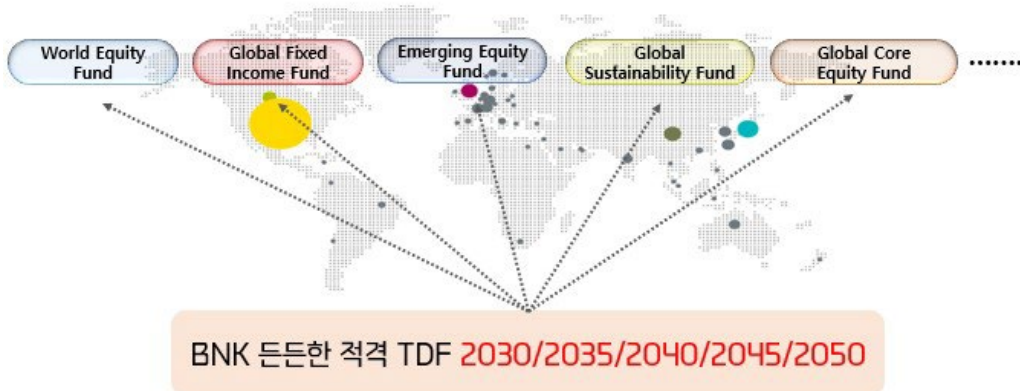 World Equity
Fund
Global Fixed
Income Fund
Emerging Equity
Fund
Global
Sustainability Fund
Global Core
Equity Fund
........
BNK 든든한 적격 TDF 2030/2035/2040/2045/2050